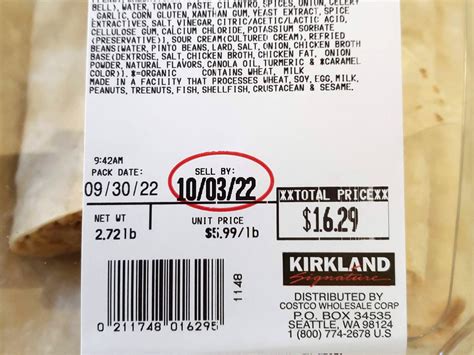 BELL), WATER, TOMATO PASTE, CILANTRO, SPICES, ONION, CELERY
, GARLIC, CORN GLUTEN, XANTHAN GUM, YEAST EXTRACT, SPICE
EXTRACTIVES, SALT, VINEGAR, CITRIC/ACETIC/LACTIC ACID,
CELLULOSE GUM, CALCIUM CHLORIDE, POTASSIUM SORBATE
(PRESERVATIVE)], SOUR CREAM(CULTURED CREAM), REFRIED
BEANS(WATER, PINTO BEANS, LARD, SALT, ONION, CHICKEN BROTH
BASE(DEXTROSE, SALT, CHICKEN BROTH, CHICKEN FAT, ONION
POWDER, NATURAL FLAVORS, CANOLA OIL, TURMERIC & *CARAMEL
COLOR)]. *=ORGANIC CONTAINS WHEAT, MILK
MADE IN A FACILITY THAT PROCESSES WHEAT, SOY, EGG, MILK,
PEANUTS, TREENUTS, FISH, SHELLFISH, CRUSTACEAN & SESAME.
9:42AM
PACK DATE:
09/30/22
SELL BY:
10/03/22
XXTOTAL PRICEXX
$16.29
NET WT
2.72lb
UNIT PRICE
$5.99/lb
1148
0 211748 016295
KIRKLAND
Signature
DISTRIBUTED BY
COSTCO WHOLESALE CORP
P.O. BOX 34535
SEATTLE, WA 98124
1 (800) 774-2678 U.S